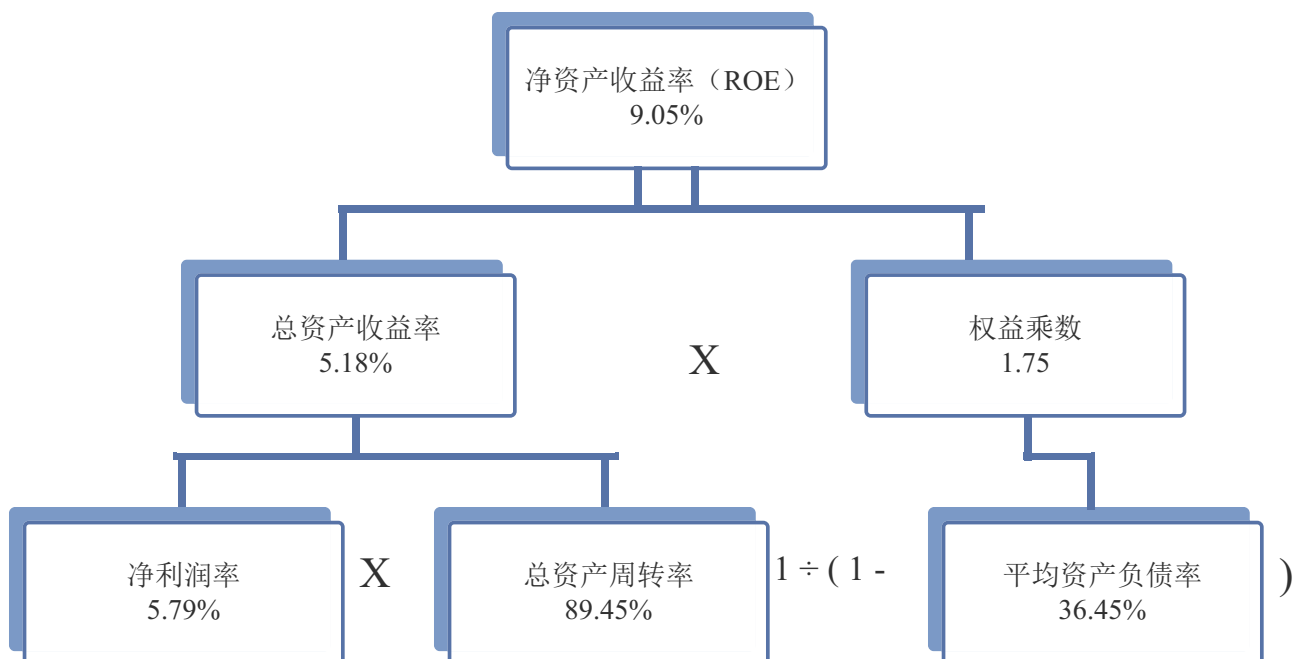 净资产收益率（ROE）
9.05%
总资产收益率
5.18%
X
权益乘数
1.75
净利润率
5.79%
X
总资产周转率
89.45%
1 ÷ ( 1 -
平均资产负债率
36.45%
)